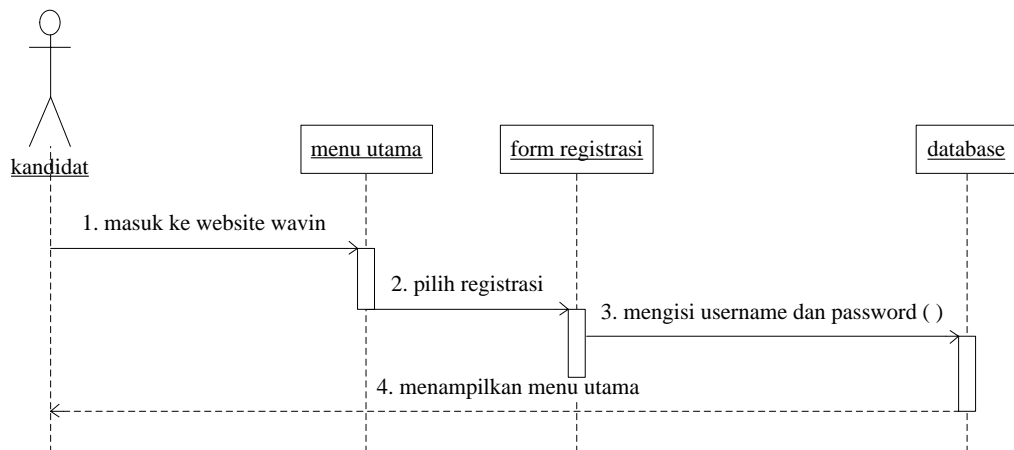 kandidat
menu utama
form registrasi
database
1. masuk ke website wavin
2. pilih registrasi
3. mengisi username dan password ( )
4. menampilkan menu utama